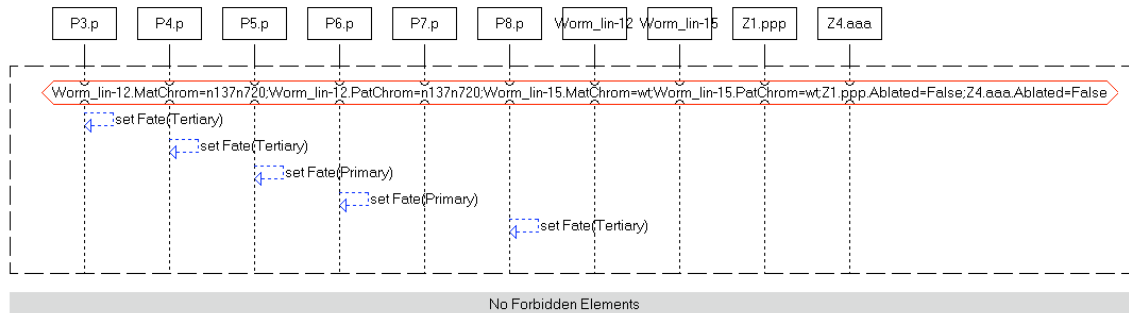 P3.p P4.p P5.p P6.p P7.p P8.p Worm_lin-12 Worm_lin-15 Z1.ppp Z4.aaa
Worm_lin-12.MatChrom=n137n720;Worm_lin-12.PatChrom=n137n720;Worm_lin-15.MatChrom=wt;Worm_lin-15.PatChrom=wt;Z1.ppp.Ablated=False;Z4.aaa.Ablated=False
set Fate(Tertiary)
set Fate(Tertiary)
set Fate(Primary)
set Fate(Primary)
set Fate(Tertiary)
No Forbidden Elements